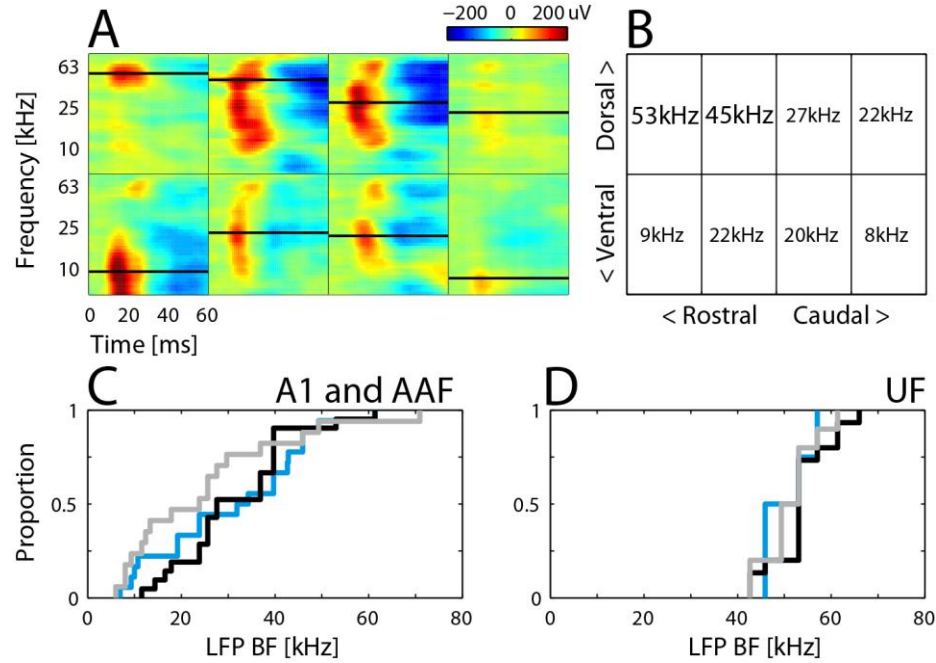 A
−200 0 200 uV
63
25
10
63
25
10
Frequency [kHz]
0 20 40 60
Time [ms]
B
53kHz 45kHz 27kHz 22kHz
9kHz 22kHz 20kHz 8kHz
< Ventral Dorsal >
< Rostral Caudal >
C A1 and AAF
1
0.5
0
Proportion
0 20 40 60 80
LFP BF [kHz]
D UF
1
0.5
0
0 20 40 60 80
LFP BF [kHz]